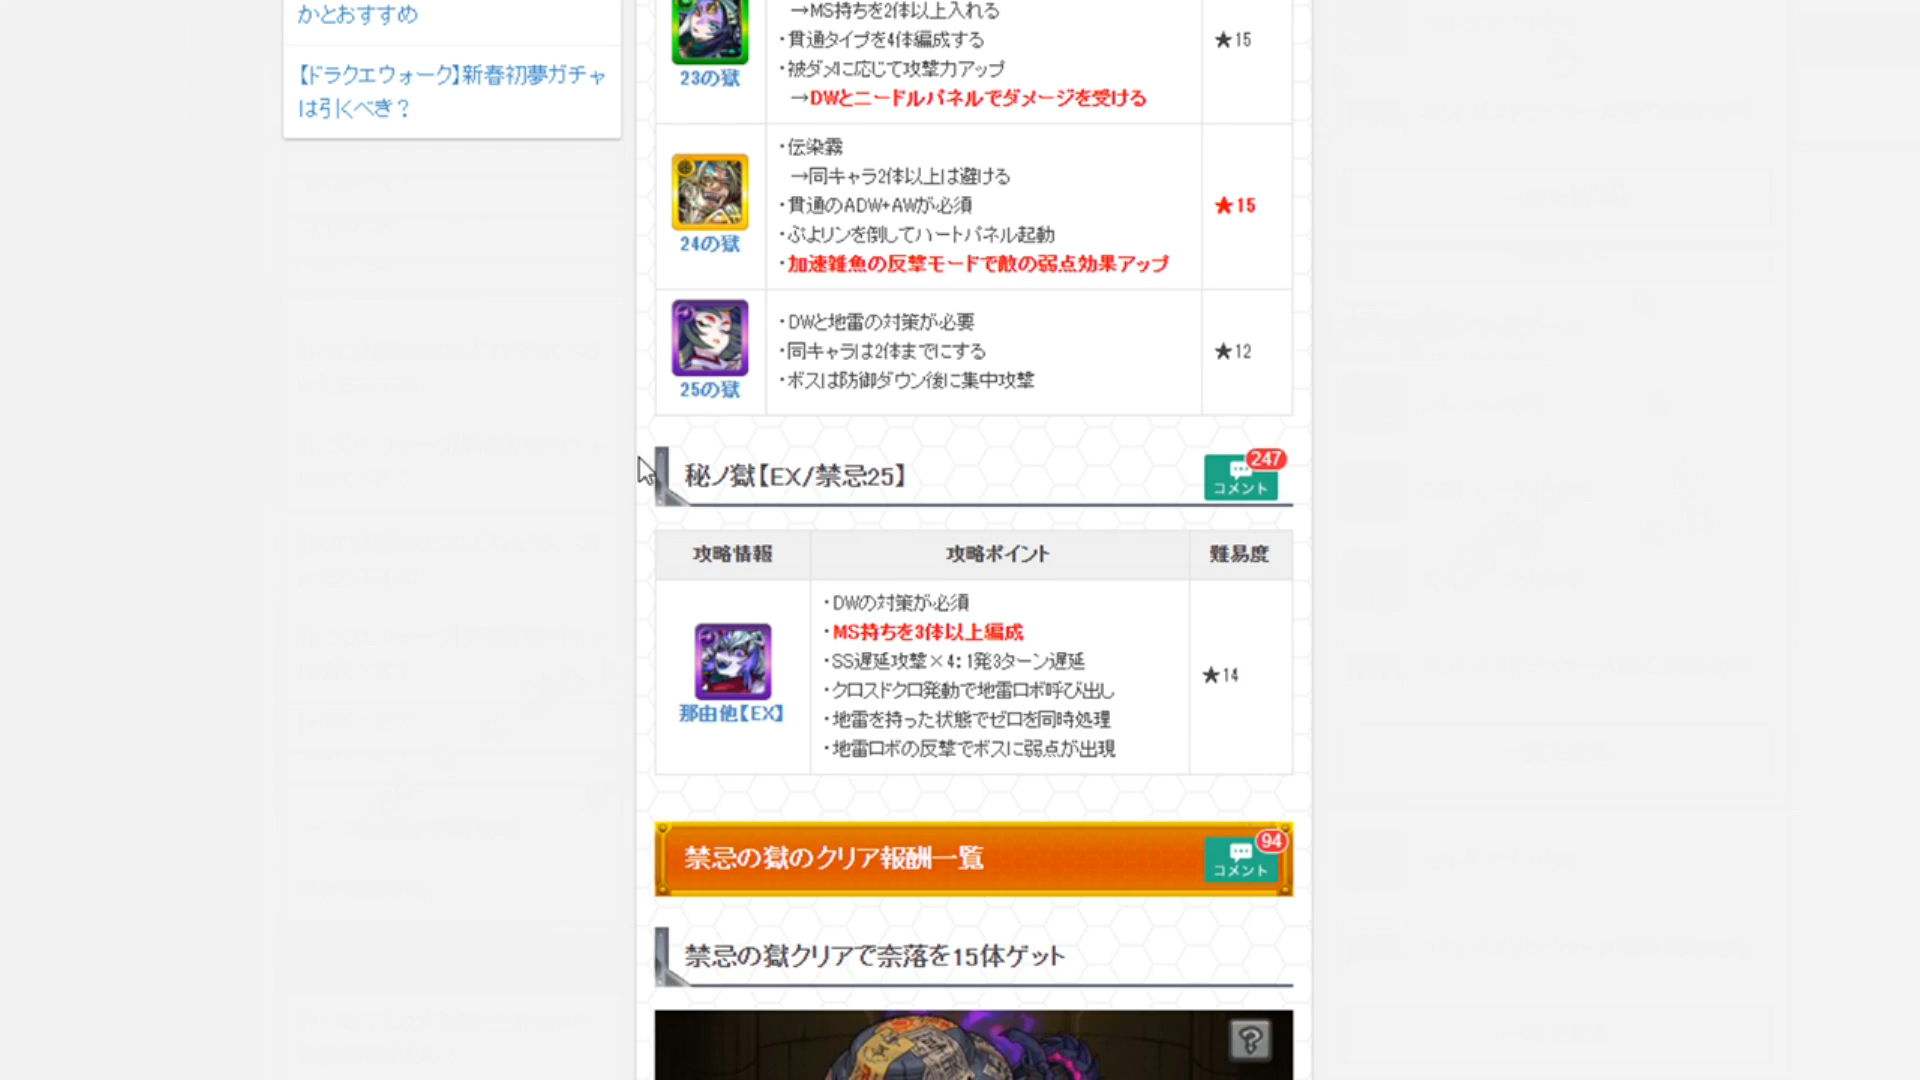 かとおすすめ
【ドラクエウォーク】新春初夢ガチャ
は引くべき？
→MS持ちを2体以上入れる
・貫通タイプを4体編成する
・被ダメに応じて攻撃力アップ
→DWとニードルパネルでダメージを受ける
23の獄
★15
・伝染霧
→同キャラ2体以上は避ける
・貫通のADW+AWが必須
・ぷよリンを倒してハートパネル起動
・加速雑魚の反撃モードで敵の弱点効果アップ
24の獄
★15
・DWと地雷の対策が必要
・同キャラは2体までにする
・ボスは防御ダウン後に集中攻撃
25の獄
★12
秘ノ獄【EX/禁忌25】
247
コメント
攻略情報 攻略ポイント 難易度
・DWの対策が必須
・MS持ちを3体以上編成
・SS遅延攻撃×4：1発3ターン遅延
・クロスドクロ発動で地雷ロボ呼び出し
・地雷を持った状態でゼロを同時処理
・地雷ロボの反撃でボスに弱点が出現
那由他【EX】
★14
禁忌の獄のクリア報酬一覧
94
コメント
禁忌の獄クリアで奈落を15体ゲット
?